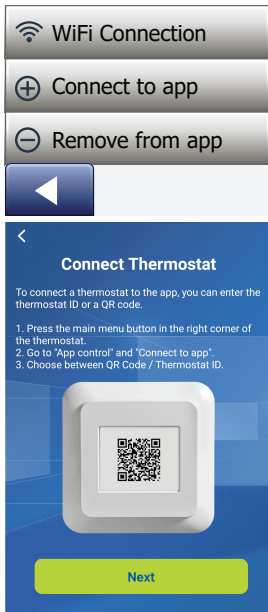 WiFi Connection
Connect to app
Remove from app
Connect Thermostat
To connect a thermostat to the app, you can enter the
thermostat ID or a QR code.
1. Press the main menu button in the right corner of
the thermostat.
2. Go to "App control" and "Connect to app".
3. Choose between QR Code / Thermostat ID.
Next